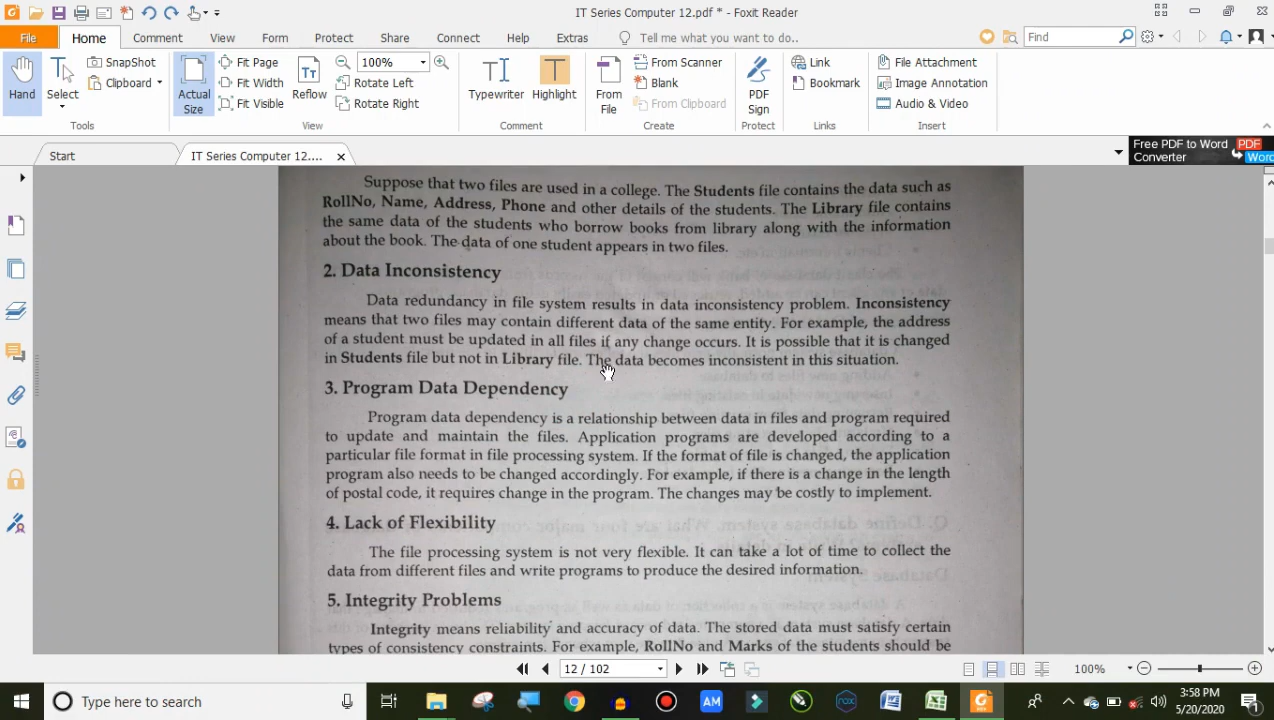 IT Series Computer 12.pdf * - Foxit Reader
File Home Comment View Form Protect Share Connect Help Extras Tell me what you want to do... Find
Hand
Select
SnapShot
Clipboard
Tools
Actual Size
Fit Page
Fit Width
Fit Visible
Reflow
100%
Rotate Left
Rotate Right
View
Typewriter
Highlight
Comment
From File
From Scanner
Blank
From Clipboard
Create
PDF Sign
Protect
Link
Bookmark
Links
File Attachment
Image Annotation
Audio & Video
Insert
Start
IT Series Computer 12....
Free PDF to Word Converter
PDF
Word
Suppose that two files are used in a college. The Students file contains the data such as
RollNo, Name, Address, Phone and other details of the students. The Library file contains
the same data of the students who borrow books from library along with the information
about the book. The data of one student appears in two files.
2. Data Inconsistency
Data redundancy in file system results in data inconsistency problem. Inconsistency
means that two files may contain different data of the same entity. For example, the address
of a student must be updated in all files if any change occurs. It is possible that it is changed
in Students file but not in Library file. The data becomes inconsistent in this situation.
3. Program Data Dependency
Program data dependency is a relationship between data in files and program required
to update and maintain the files. Application programs are developed according to a
particular file format in file processing system. If the format of file is changed, the application
program also needs to be changed accordingly. For example, if there is a change in the length
of postal code, it requires change in the program. The changes may be costly to implement.
4. Lack of Flexibility
The file processing system is not very flexible. It can take a lot of time to collect the
data from different files and write programs to produce the desired information.
5. Integrity Problems
Integrity means reliability and accuracy of data. The stored data must satisfy certain
types of consistency constraints. For example, RollNo and Marks of the students should be
12 / 102
100%
Type here to search
AM
nox
3:58 PM
5/20/2020
1